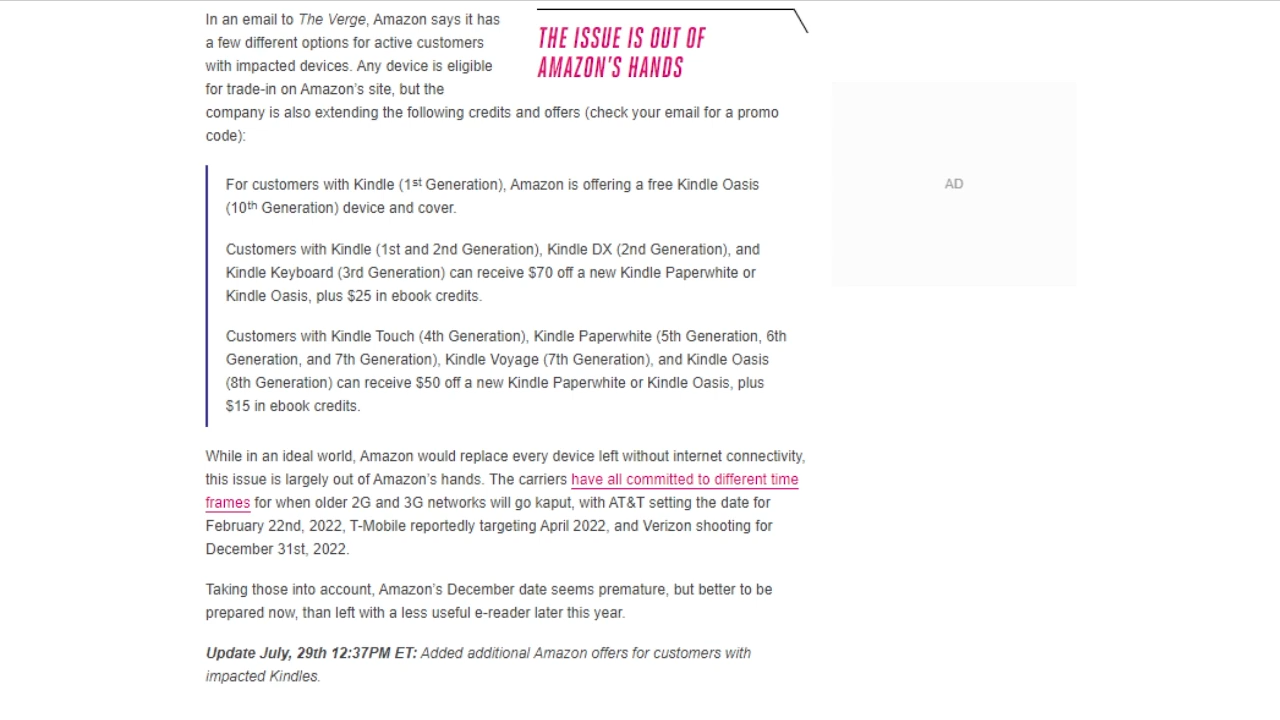 In an email to The Verge, Amazon says it has
a few different options for active customers
with impacted devices. Any device is eligible
for trade-in on Amazon's site, but the
company is also extending the following credits and offers (check your email for a promo
code):
THE ISSUE IS OUT OF
AMAZON'S HANDS
AD
For customers with Kindle (1st Generation), Amazon is offering a free Kindle Oasis
(10th Generation) device and cover.
Customers with Kindle (1st and 2nd Generation), Kindle DX (2nd Generation), and
Kindle Keyboard (3rd Generation) can receive $70 off a new Kindle Paperwhite or
Kindle Oasis, plus $25 in ebook credits.
Customers with Kindle Touch (4th Generation), Kindle Paperwhite (5th Generation, 6th
Generation, and 7th Generation), Kindle Voyage (7th Generation), and Kindle Oasis
(8th Generation) can receive $50 off a new Kindle Paperwhite or Kindle Oasis, plus
$15 in ebook credits.
While in an ideal world, Amazon would replace every device left without internet connectivity,
this issue is largely out of Amazon's hands. The carriers have all committed to different time
frames for when older 2G and 3G networks will go kaput, with AT&T setting the date for
February 22nd, 2022, T-Mobile reportedly targeting April 2022, and Verizon shooting for
December 31st, 2022.
Taking those into account, Amazon's December date seems premature, but better to be
prepared now, than left with a less useful e-reader later this year.
Update July, 29th 12:37PM ET: Added additional Amazon offers for customers with
impacted Kindles.